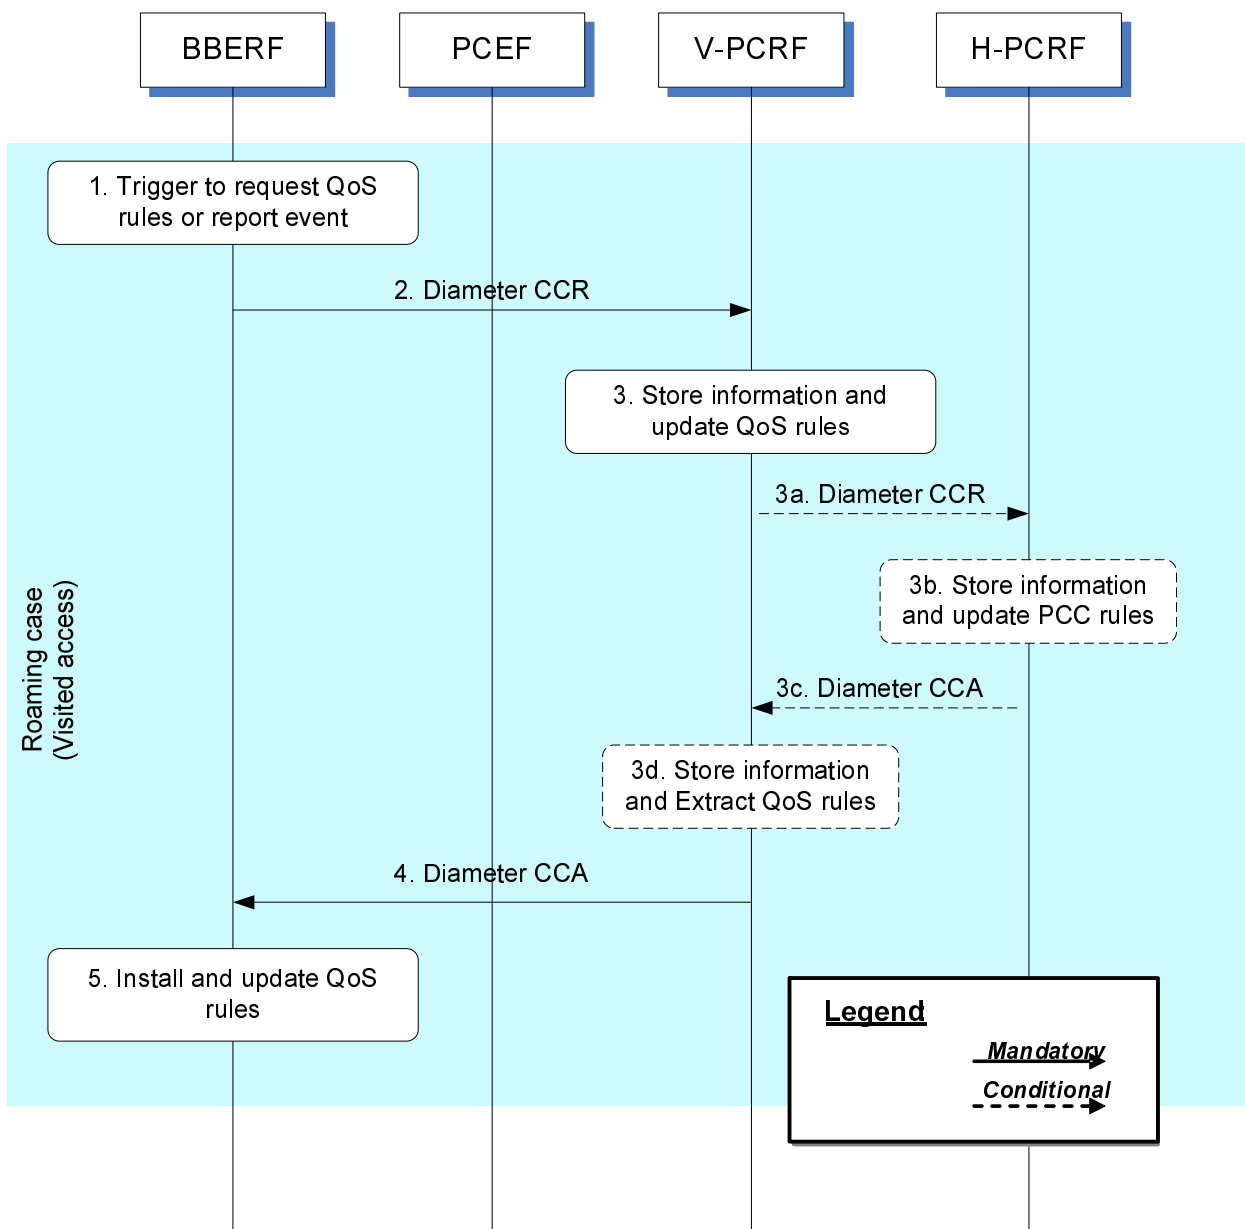 BBERF
PCEF
V-PCRF
H-PCRF
1. Trigger to request QoS
rules or report event
2. Diameter CCR
3. Store information and
update QoS rules
3a. Diameter CCR
3b. Store information
and update PCC rules
Roaming case
(Visited access)
3c. Diameter CCA
3d. Store information
and Extract QoS rules
4. Diameter CCA
5. Install and update QoS
rules
Legend
Mandatory
Conditional